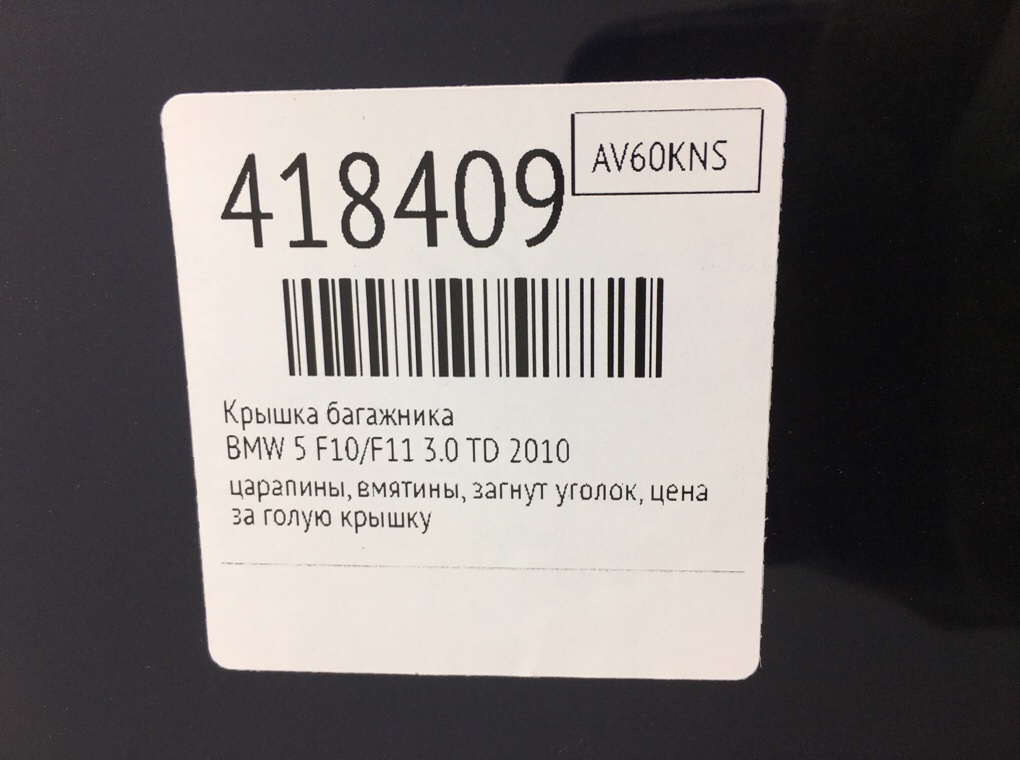 AV60KNS
418409
Крышка багажника
BMW 5 F10/F11 3.0 TD 2010
царапины, вмятины, загнут уголок, цена
за голую крышку